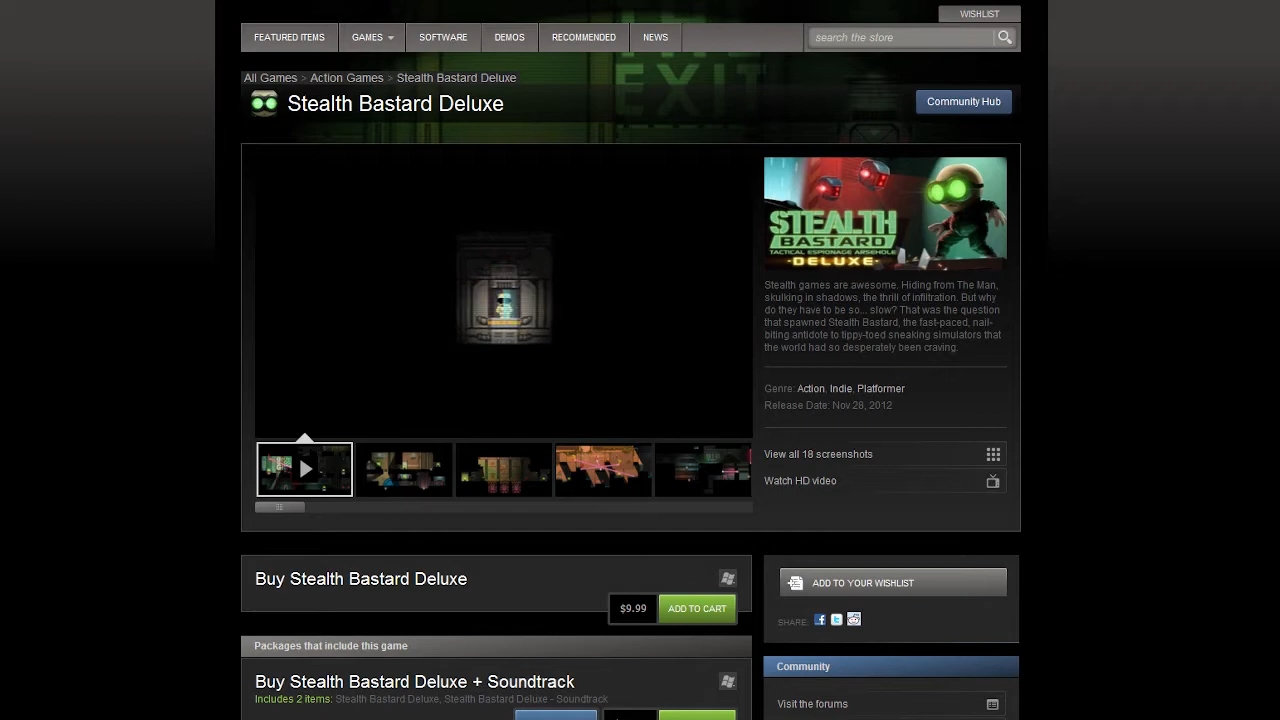 WISHLIST
FEATURED ITEMS GAMES SOFTWARE DEMOS RECOMMENDED NEWS search the store
All Games > Action Games > Stealth Bastard Deluxe
Stealth Bastard Deluxe
Community Hub
EXIT
STEALTH
BASTARD
TACTICAL ESPIONAGE ARSEHOLE
DELUXE
Stealth games are awesome. Hiding from The Man,
skulking in shadows, the thrill of infiltration. But why
do they have to be so... slow? That was the question
that spawned Stealth Bastard, the fast-paced, nail-
biting antidote to tippy-toed sneaking simulators that
the world had so desperately been craving.
Genre: Action, Indie, Platformer
Release Date: Nov 28, 2012
View all 18 screenshots
Watch HD video
Buy Stealth Bastard Deluxe
$9.99 ADD TO CART
Packages that include this game
Buy Stealth Bastard Deluxe + Soundtrack
Includes 2 items: Stealth Bastard Deluxe, Stealth Bastard Deluxe - Soundtrack
ADD TO YOUR WISHLIST
SHARE:
Community
Visit the forums